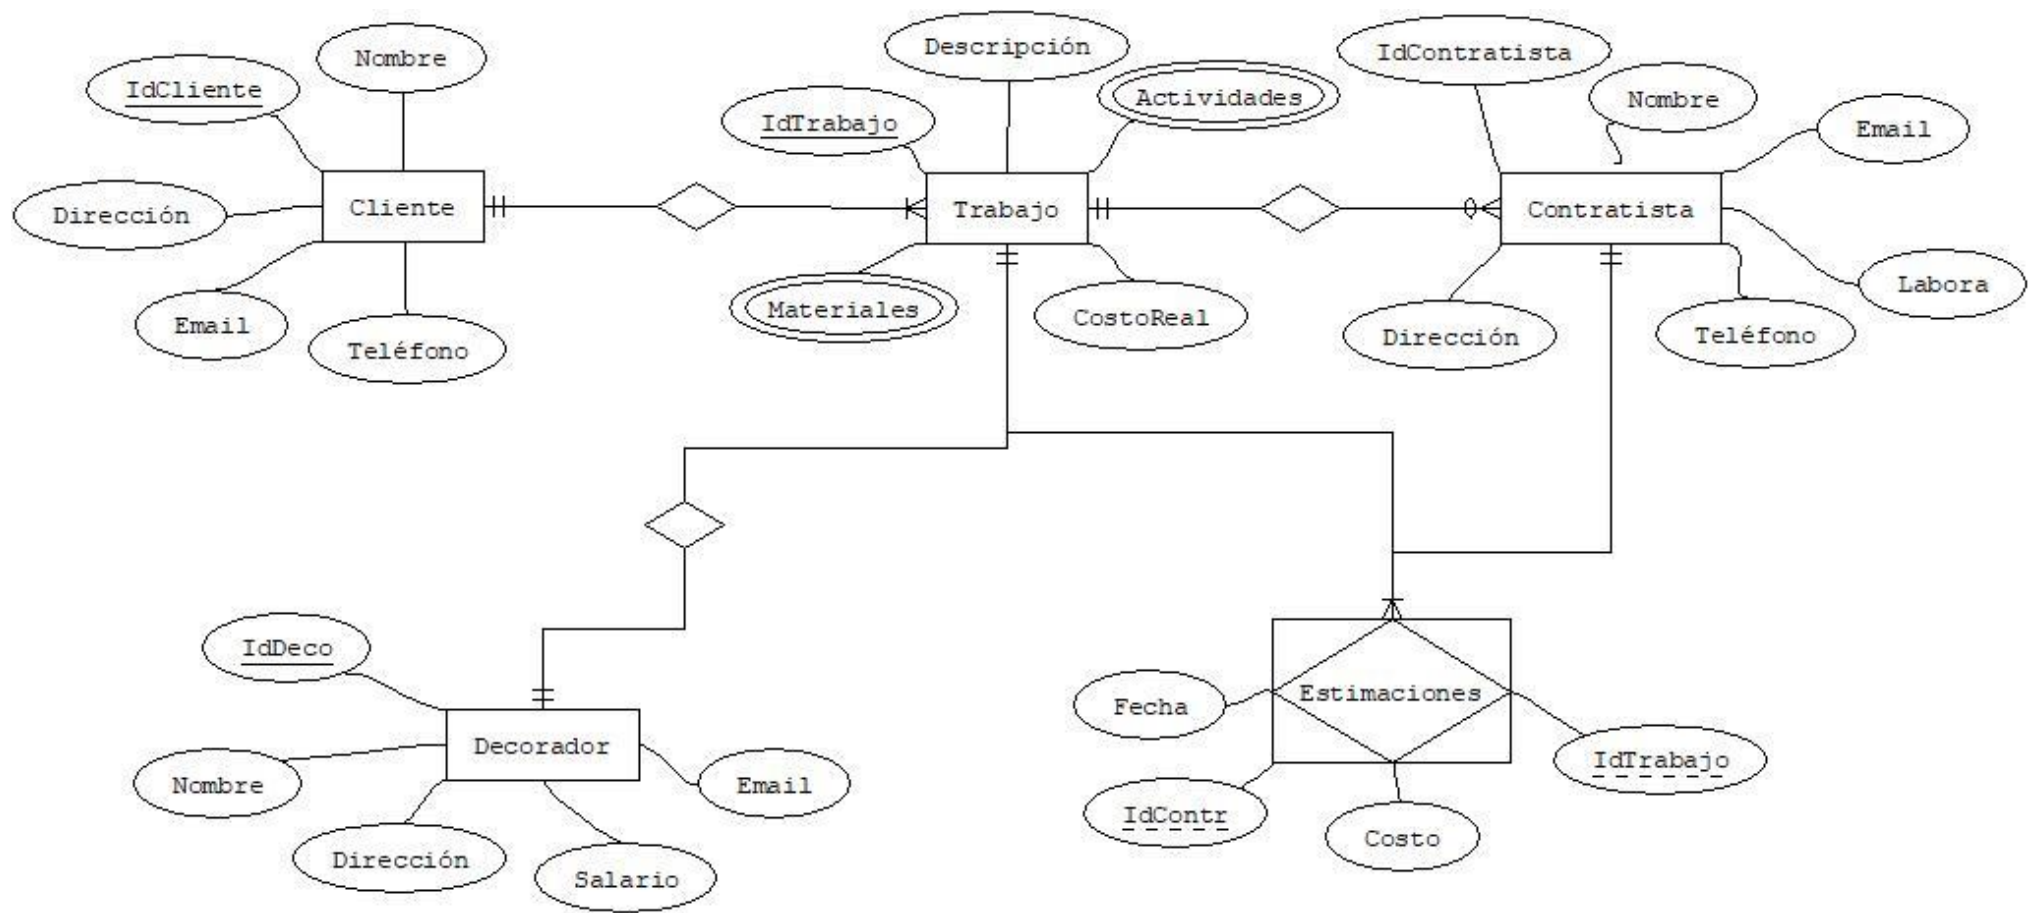 Nombre
IdCliente
Dirección
Cliente
Email
Teléfono
Descripción
Actividades
IdTrabajo
Trabajo
Materiales
CostoReal
IdContratista
Nombre
Email
Contratista
Labora
Dirección
Teléfono
IdDeco
Decorador
Nombre
Email
Dirección
Salario
Estimaciones
Fecha
IdTrabajo
IdContr
Costo